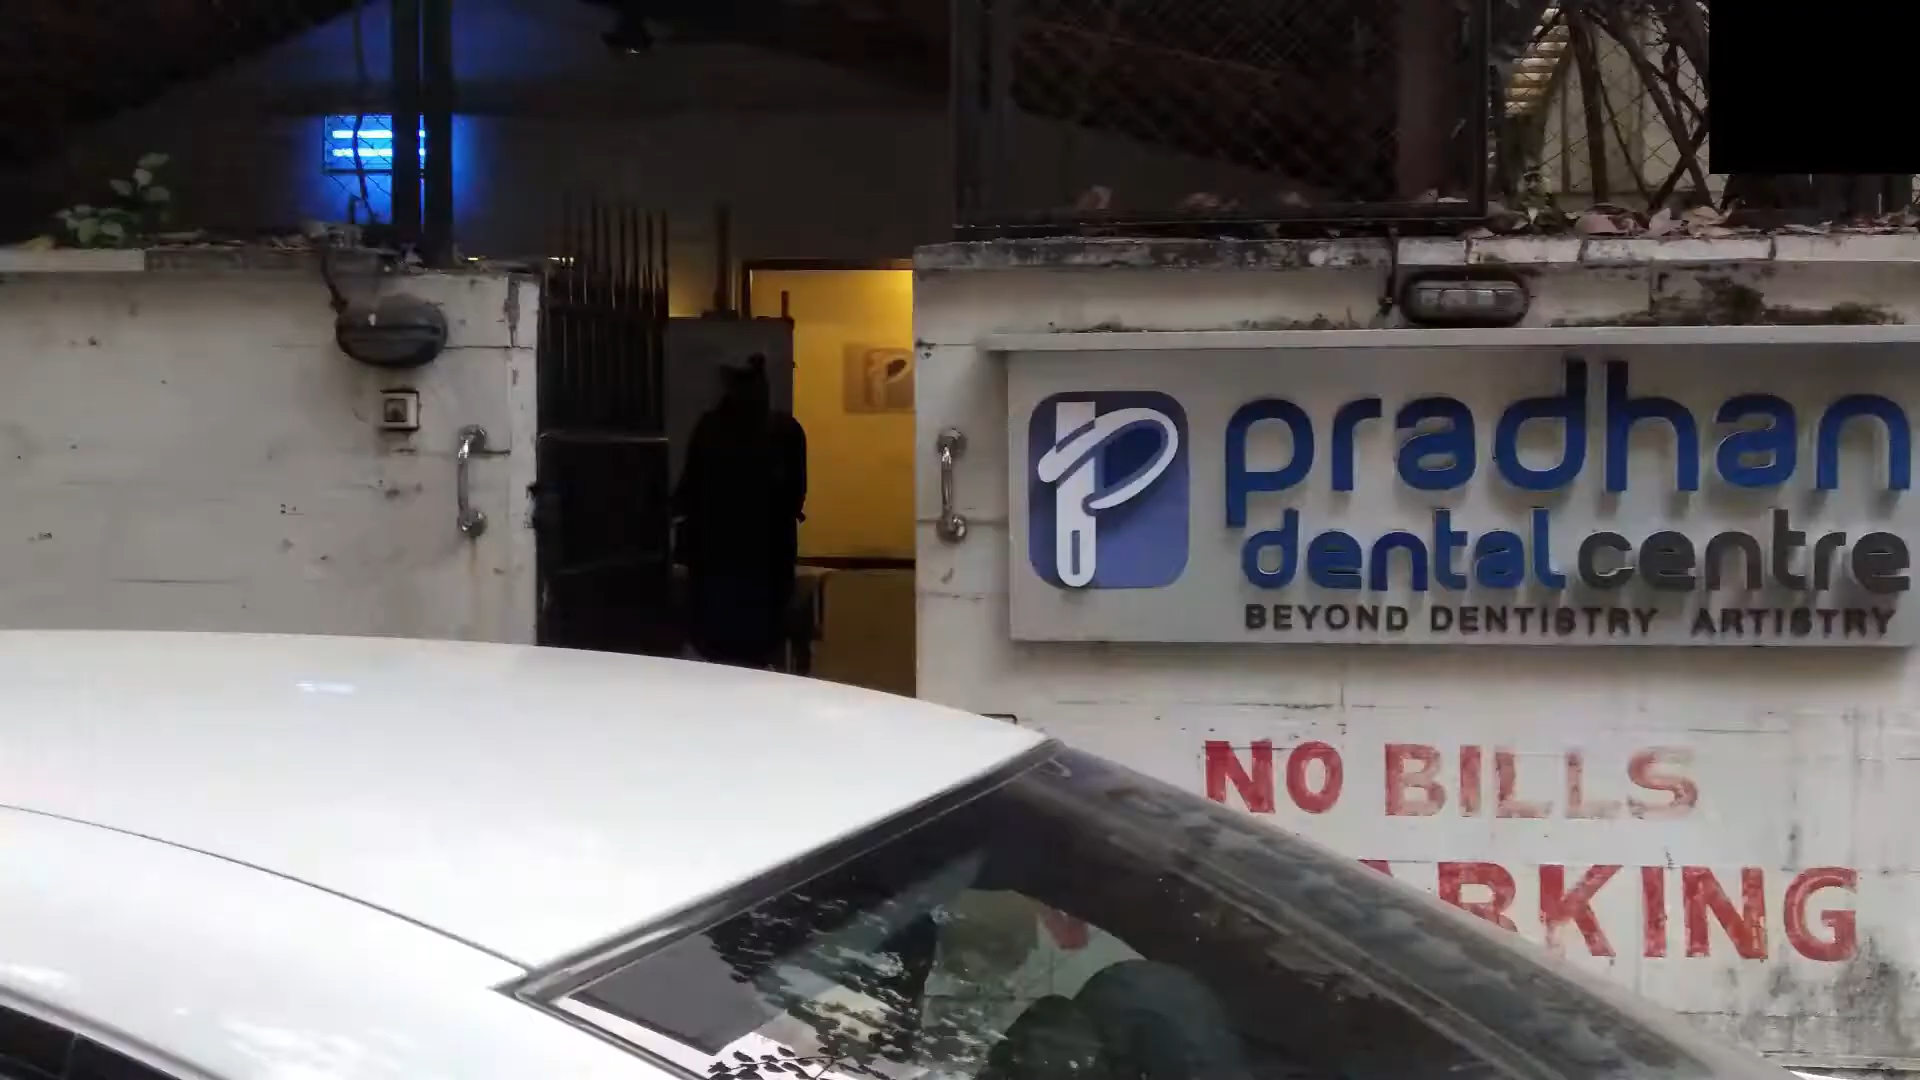 pradhan
dental centre
BEYOND DENTISTRY ARTISTRY
NO BILLS
ARKING